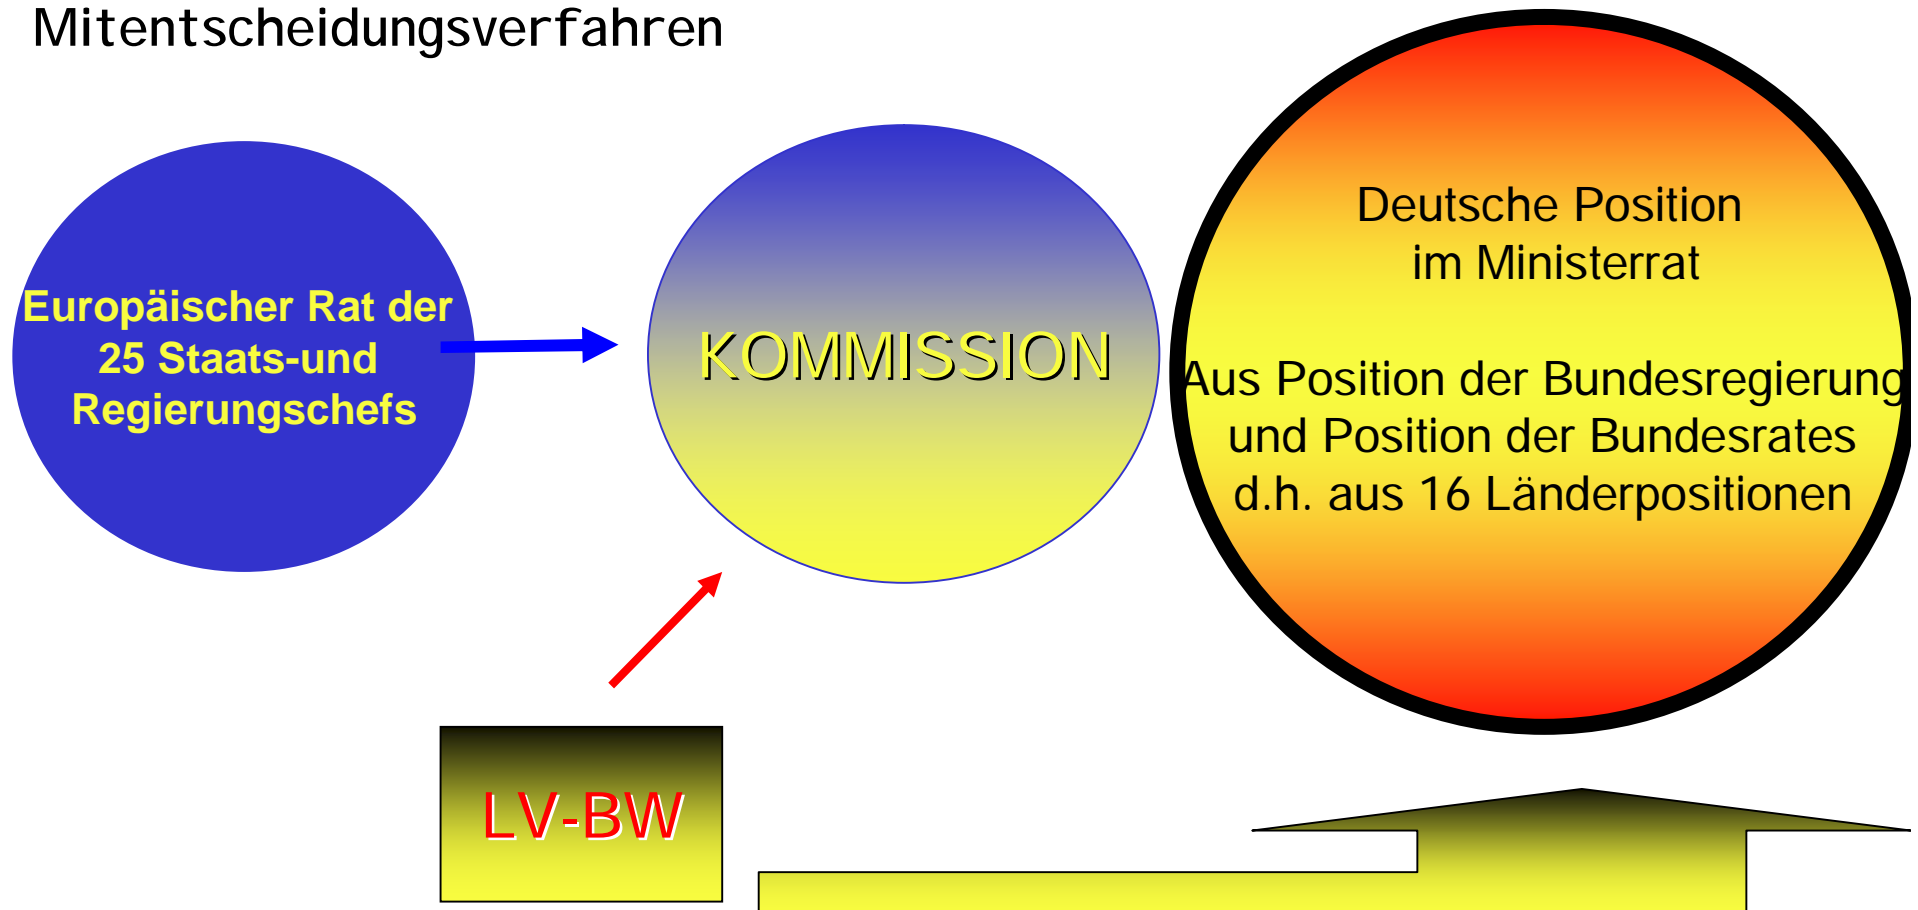 Mitentscheidungsverfahren
Europäischer Rat der
25 Staats-und
Regierungschefs
KOMMISSION
Deutsche Position
im Ministerrat
Aus Position der Bundesregierung
und Position der Bundesrates
d.h. aus 16 Länderpositionen
LV-BW